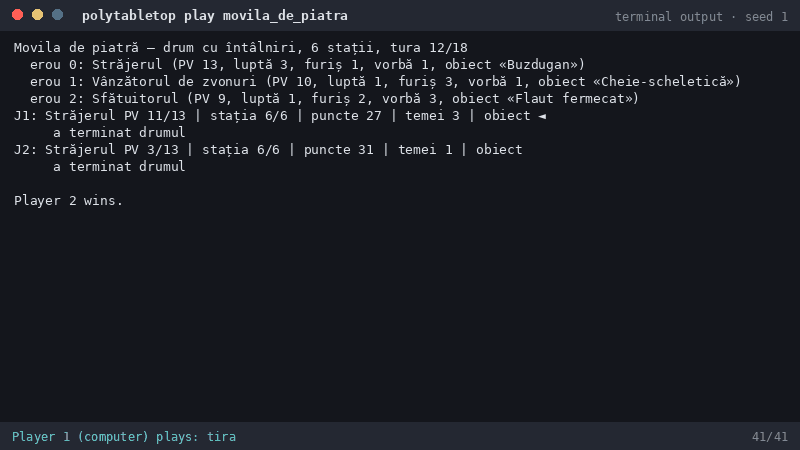 polytabletop play movila_de_piatra
terminal output · seed 1
Movila de piatră — drum cu întâlniri, 6 stații, tura 12/18
erou 0: Străjerul (PV 13, luptă 3, furiș 1, vorbă 1, obiect «Buzdugan»)
erou 1: Vânzătorul de zvonuri (PV 10, luptă 1, furiș 3, vorbă 1, obiect «Cheie-scheletică»)
erou 2: Sfătuitorul (PV 9, luptă 1, furiș 2, vorbă 3, obiect «Flaut fermecat»)
J1: Străjerul PV 11/13 | stația 6/6 | puncte 27 | temei 3 | obiect ◄
a terminat drumul
J2: Străjerul PV 3/13 | stația 6/6 | puncte 31 | temei 1 | obiect
a terminat drumul
Player 2 wins.
Player 1 (computer) plays: tira
41/41